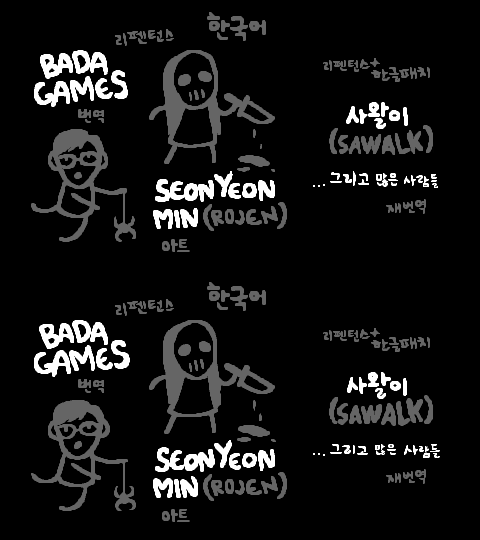 한국어
리펜턴스
BADA
GAMES
번역
SEONYEON
MIN (ROJEN)
아트
리펜턴스+
한글패치
사왈이
(SAWALK)
...그리고 많은 사람들
재번역
한국어
리펜턴스
BADA
GAMES
번역
SEONYEON
MIN (ROJEN)
아트
리펜턴스+
한글패치
사왈이
(SAWALK)
...그리고 많은 사람들
재번역